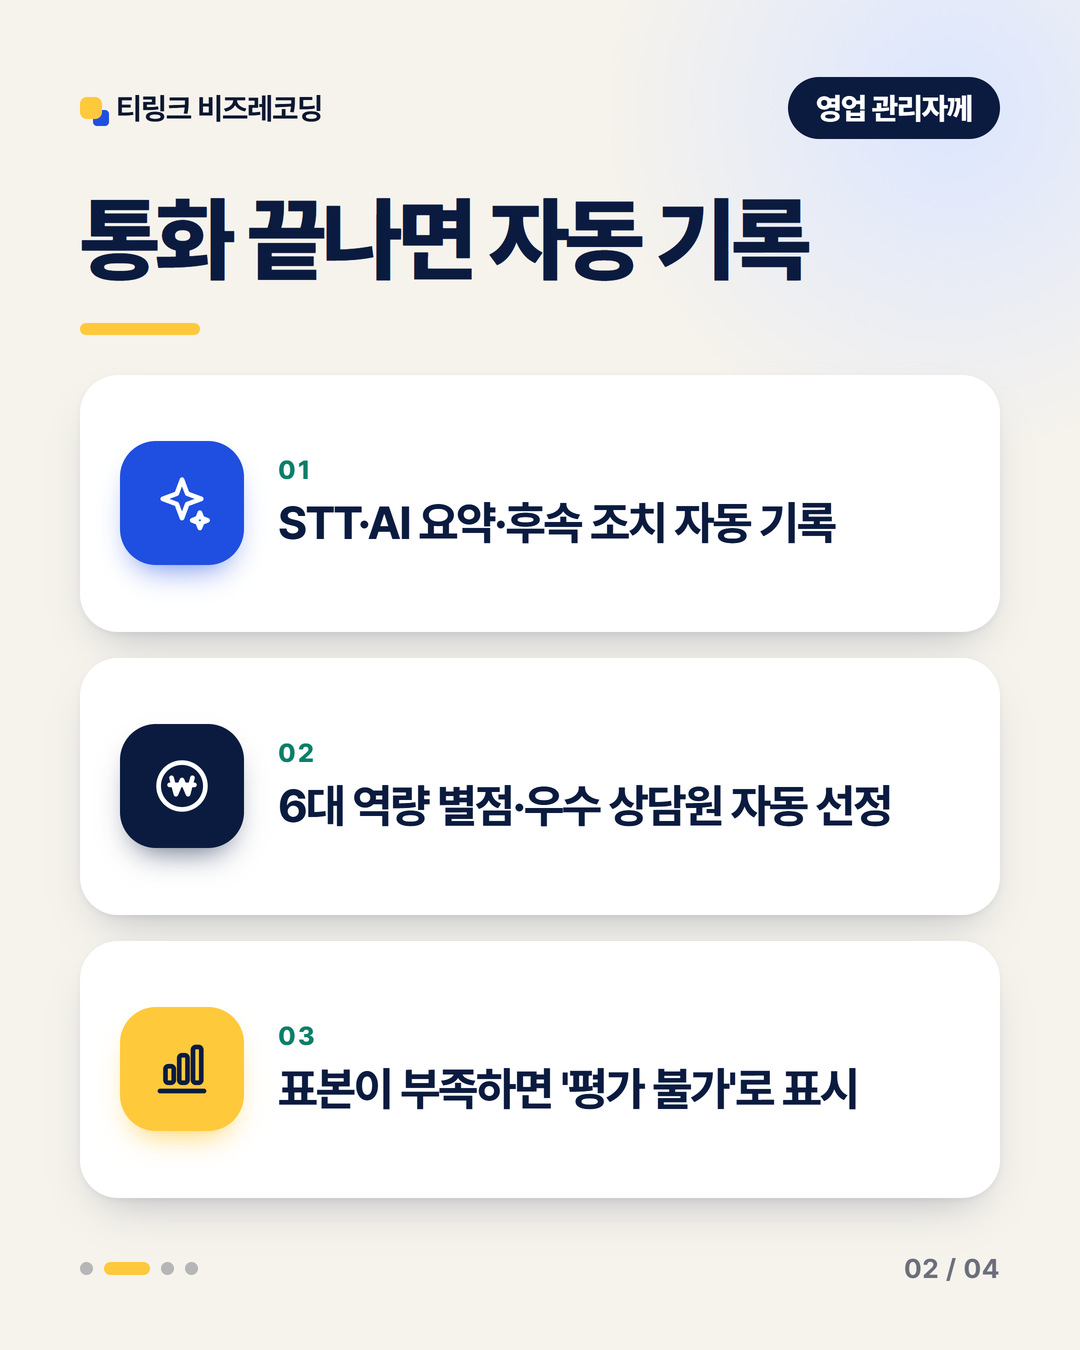 티링크 비즈레코딩
영업 관리자께
통화 끝나면 자동 기록
01
STT·AI 요약·후속 조치 자동 기록
02
6대 역량 별점·우수 상담원 자동 선정
03
표본이 부족하면 '평가 불가'로 표시
02 / 04